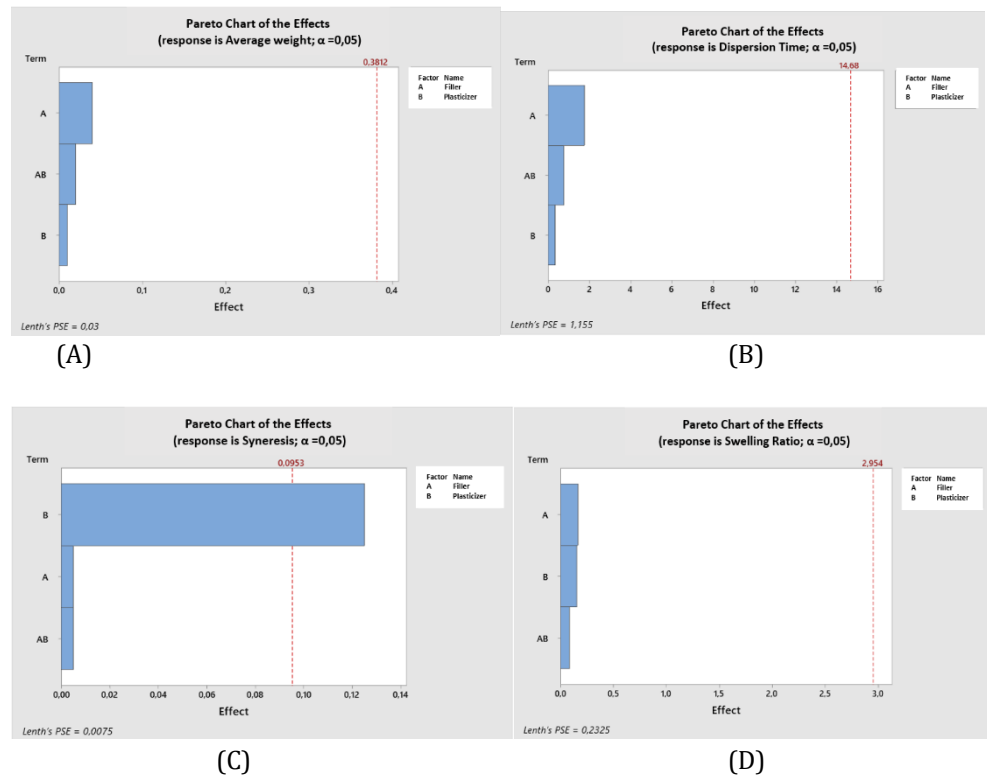 Pareto Chart of the Effects
(response is Average weight; α =0,05)
Term
0,3812
Factor Name
A Filler
B Plasticizer
A
AB
B
0,0 0,1 0,2 0,3 0,4
Effect
Lenth's PSE = 0,03
(A)
Pareto Chart of the Effects
(response is Dispersion Time; α =0,05)
Term
14,68
Factor Name
A Filler
B Plasticizer
A
AB
B
0 2 4 6 8 10 12 14 16
Effect
Lenth's PSE = 1,155
(B)
Pareto Chart of the Effects
(response is Syneresis; α =0,05)
Term
0,0953
Factor Name
A Filler
B Plasticizer
B
A
AB
0,00 0,02 0,04 0,06 0,08 0,10 0,12 0,14
Effect
Lenth's PSE = 0,0075
(C)
Pareto Chart of the Effects
(response is Swelling Ratio; α =0,05)
Term
2,954
Factor Name
A Filler
B Plasticizer
A
B
AB
0,0 0,5 1,0 1,5 2,0 2,5 3,0
Effect
Lenth's PSE = 0,2325
(D)